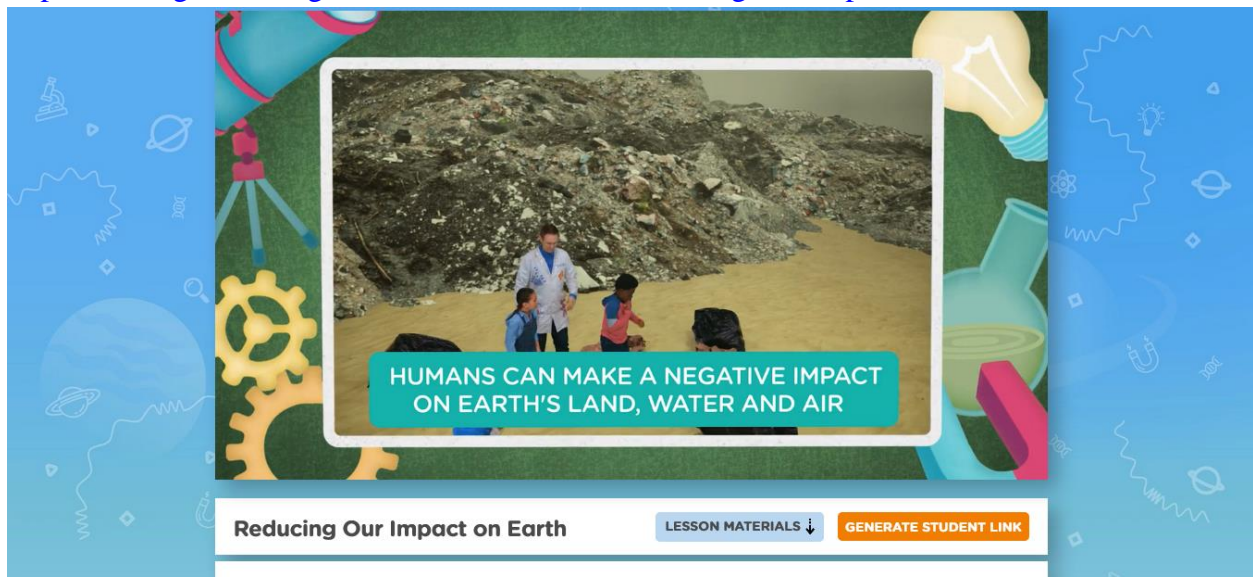 HUMANS CAN MAKE A NEGATIVE IMPACT
ON EARTH'S LAND, WATER AND AIR
Reducing Our Impact on Earth
LESSON MATERIALS
GENERATE STUDENT LINK